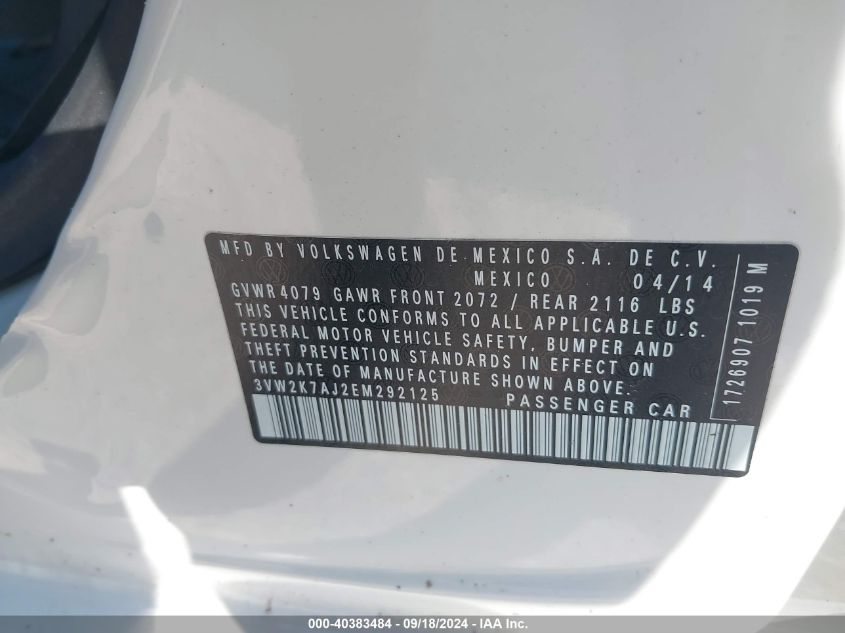 MFD BY VOLKSWAGEN DE MEXICO S.A. DE C.V.
MEXICO 04/14
GVWR 4079 GAWR FRONT 2072 / REAR 2116 LBS
THIS VEHICLE CONFORMS TO ALL APPLICABLE U.S.
FEDERAL MOTOR VEHICLE SAFETY, BUMPER AND
THEFT PREVENTION STANDARDS IN EFFECT ON
THE DATE OF MANUFACTURE SHOWN ABOVE.
3VW2K7AJ2EM292125 PASSENGER CAR
1726907 1019 M
000-40383484 - 09/18/2024 - IAA Inc.